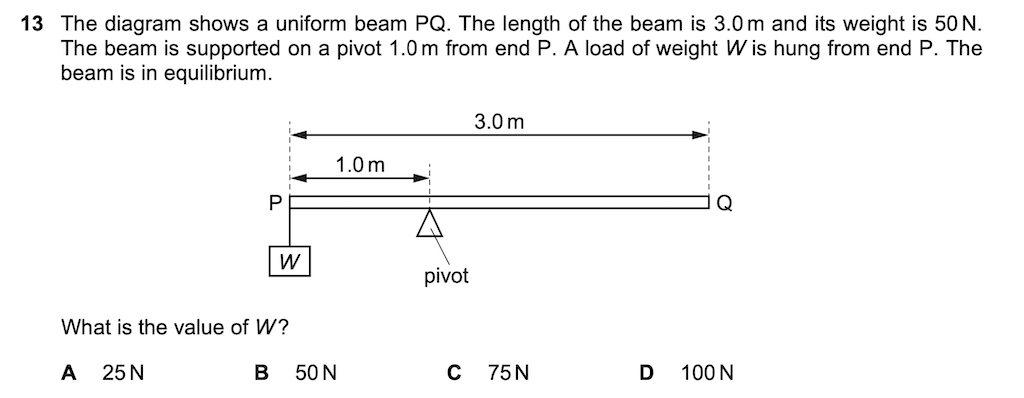 13 The diagram shows a uniform beam PQ. The length of the beam is 3.0 m and its weight is 50 N.
The beam is supported on a pivot 1.0 m from end P. A load of weight W is hung from end P. The
beam is in equilibrium.
3.0 m
1.0 m
P
Q
W
pivot
What is the value of W?
A 25 N B 50 N C 75 N D 100 N